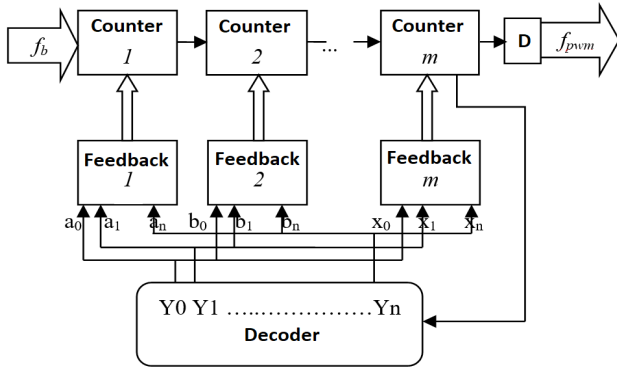 Counter Counter Counter
f_b 1 2 ... m D f_pwm
Feedback Feedback Feedback
1 2 m
a₀ a₁ aₙ b₀ b₁ bₙ x₀ x₁ xₙ
Y0 Y1 ....................Yn
Decoder